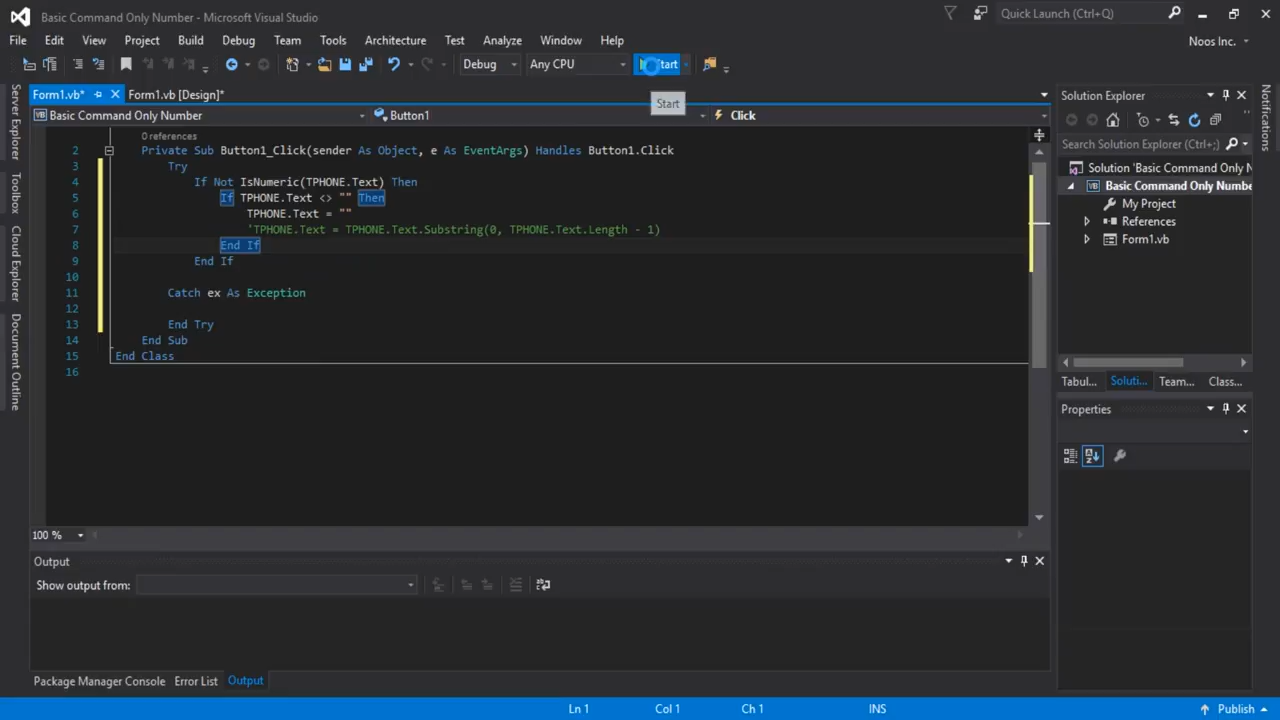 Basic Command Only Number - Microsoft Visual Studio
Quick Launch (Ctrl+Q)
File Edit View Project Build Debug Team Tools Architecture Test Analyze Window Help
Noos Inc.
Debug Any CPU Start
Form1.vb* Form1.vb [Design]*
Start
Basic Command Only Number Button1 Click
0 references
2 Private Sub Button1_Click(sender As Object, e As EventArgs) Handles Button1.Click
3 Try
4 If Not IsNumeric(TPHONE.Text) Then
5 If TPHONE.Text <> "" Then
6 TPHONE.Text = ""
7 'TPHONE.Text = TPHONE.Text.Substring(0, TPHONE.Text.Length - 1)
8 End If
9 End If
10
11 Catch ex As Exception
12
13 End Try
14 End Sub
15 End Class
16
100 %
Output
Show output from:
Package Manager Console Error List Output
Server Explorer
Toolbox
Cloud Explorer
Document Outline
Solution Explorer
Search Solution Explorer (Ctrl+;)
Solution 'Basic Command Only N
Basic Command Only Numbe
My Project
References
Form1.vb
Tabul... Soluti... Team... Class...
Properties
Notifications
Ln 1 Col 1 Ch 1 INS Publish